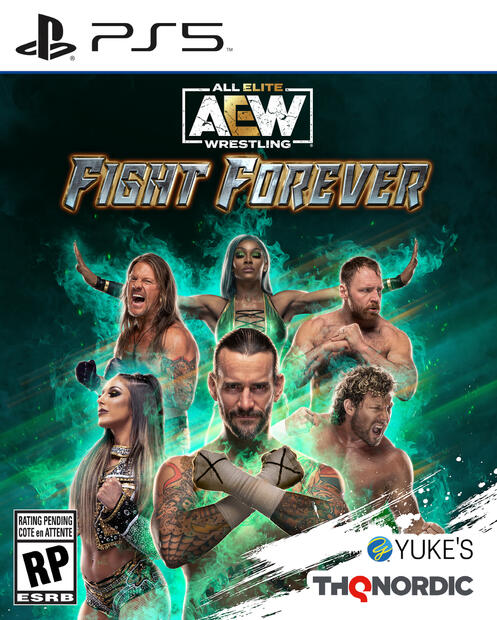 PS5
ALL ELITE
AEW
WRESTLING
FIGHT FOREVER
RATING PENDING
COTE en ATTENTE
RP
ESRB
YUKE'S
THQNORDIC